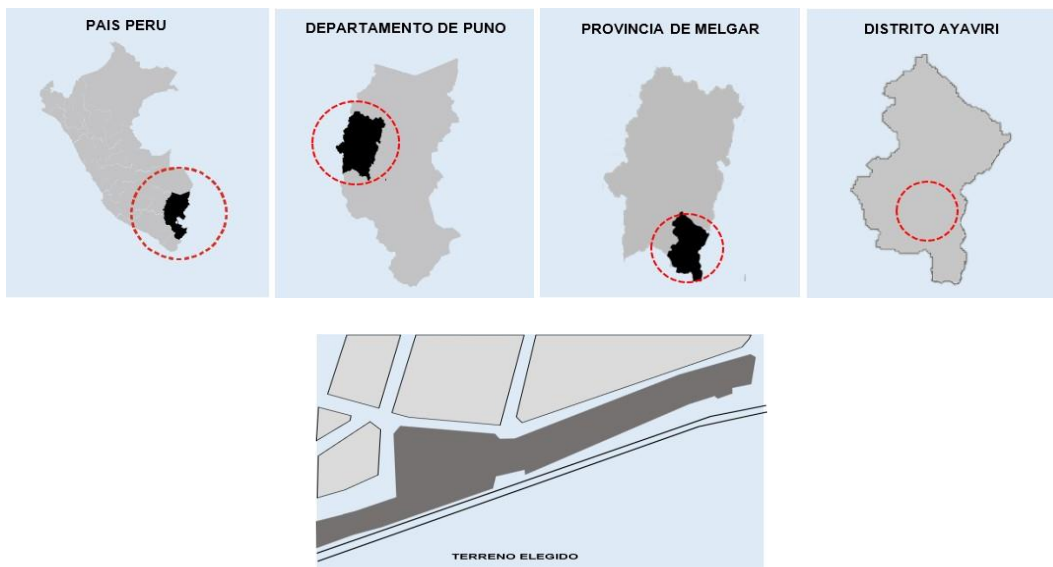 PAIS PERU
DEPARTAMENTO DE PUNO
PROVINCIA DE MELGAR
DISTRITO AYAVIRI
TERRENO ELEGIDO